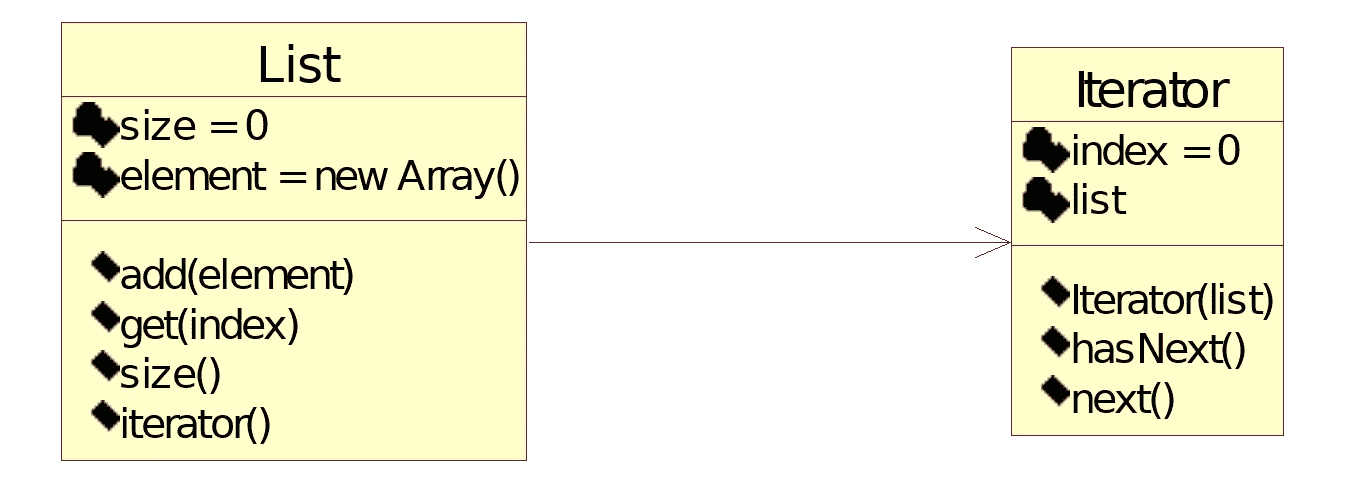 List
size = 0
element = new Array()
add(element)
get(index)
size()
iterator()
Iterator
index = 0
list
Iterator(list)
hasNext()
next()